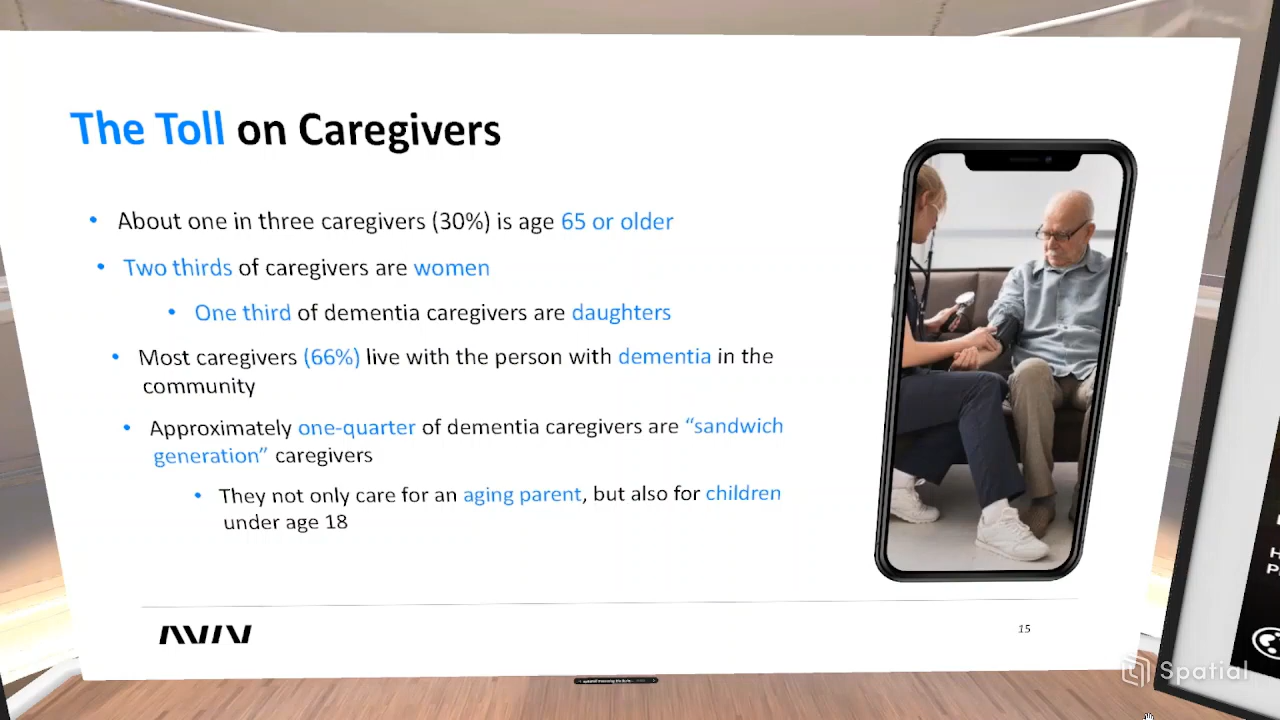 The Toll on Caregivers
• About one in three caregivers (30%) is age 65 or older
• Two thirds of caregivers are women
• One third of dementia caregivers are daughters
• Most caregivers (66%) live with the person with dementia in the
community
• Approximately one-quarter of dementia caregivers are “sandwich
generation” caregivers
• They not only care for an aging parent, but also for children
under age 18
AVIV
15
Spatial